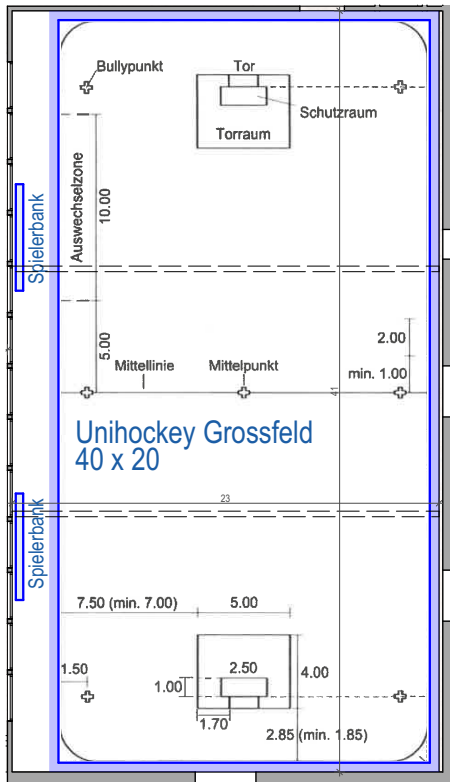 Bullypunkt
Tor
Schutzraum
Torraum
Auswechselzone
10.00
Spielerbank
5.00
2.00
min. 1.00
Mittellinie
Mittelpunkt
41
Unihockey Grossfeld
40 x 20
23
Spielerbank
7.50 (min. 7.00)
5.00
1.50
2.50
4.00
1.00
1.70
2.85 (min. 1.85)